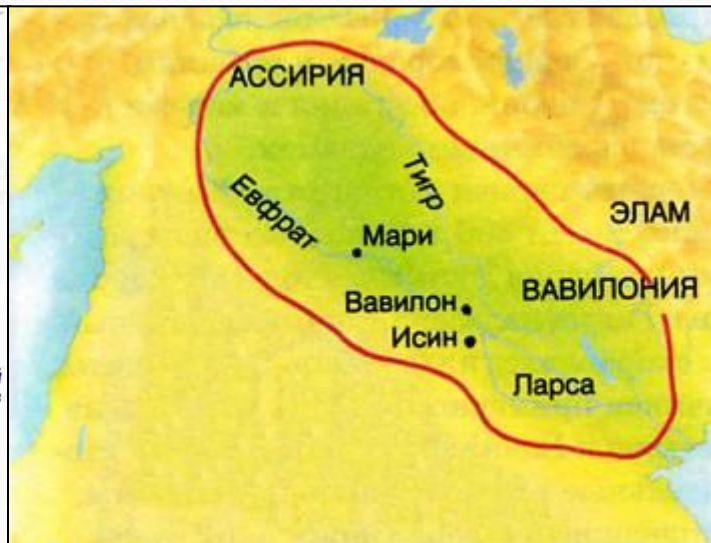 АССИРИЯ
Тигр
Евфрат
ЭЛАМ
Мари
ВАВИЛОНИЯ
Вавилон
Исин
Ларса